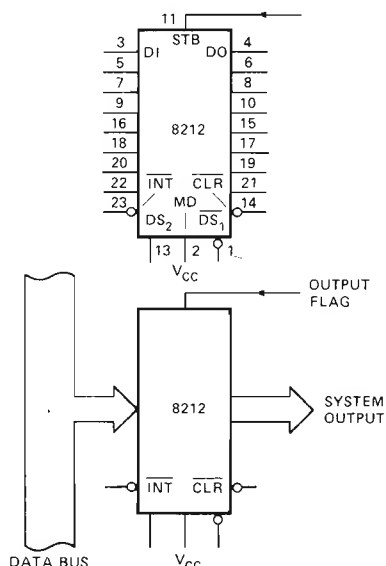 11
STB
3 DI DO 4
5 6
7 8
9 10
16 8212 15
18 17
20 19
22 INT CLR 21
23 MD 14
DS2 DS1
13 2 1
VCC
OUTPUT
FLAG
8212
SYSTEM
OUTPUT
INT CLR
DATA BUS
VCC